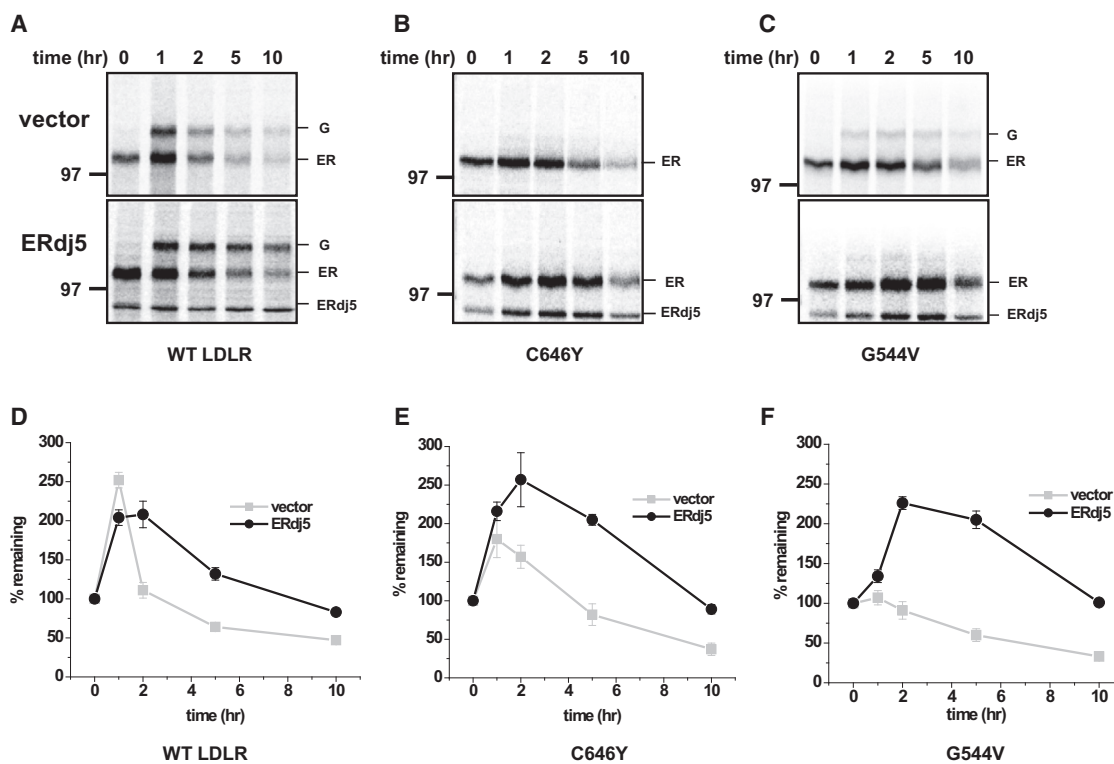 A
B
C
time (hr) 0 1 2 5 10
time (hr) 0 1 2 5 10
time (hr) 0 1 2 5 10
vector
G
ER
97
ER
97
G
ER
97
ERdj5
G
ER
97
ERdj5
ER
97
ERdj5
ER
97
ERdj5
WT LDLR
C646Y
G544V
D
E
F
300
250
200
150
100
50
0
% remaining
vector
ERdj5
0 2 4 6 8 10
time (hr)
WT LDLR
300
250
200
150
100
50
0
% remaining
vector
ERdj5
0 2 4 6 8 10
time (hr)
C646Y
300
250
200
150
100
50
0
% remaining
vector
ERdj5
0 2 4 6 8 10
time (hr)
G544V